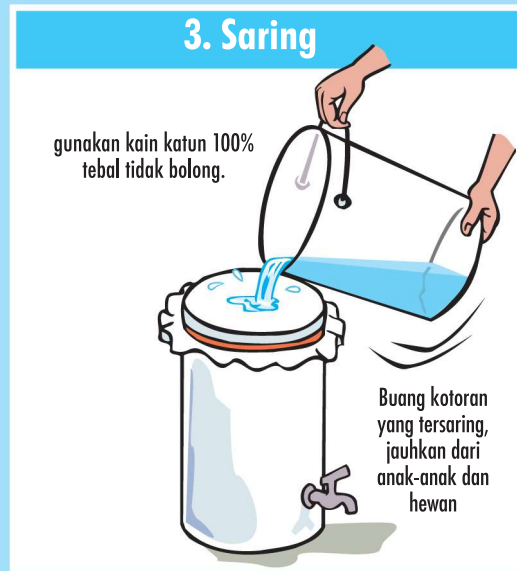 3. Saring
gunakan kain katun 100%
tebal tidak bolong.
Buang kotoran
yang tersaring,
jauhkan dari
anak-anak dan
hewan